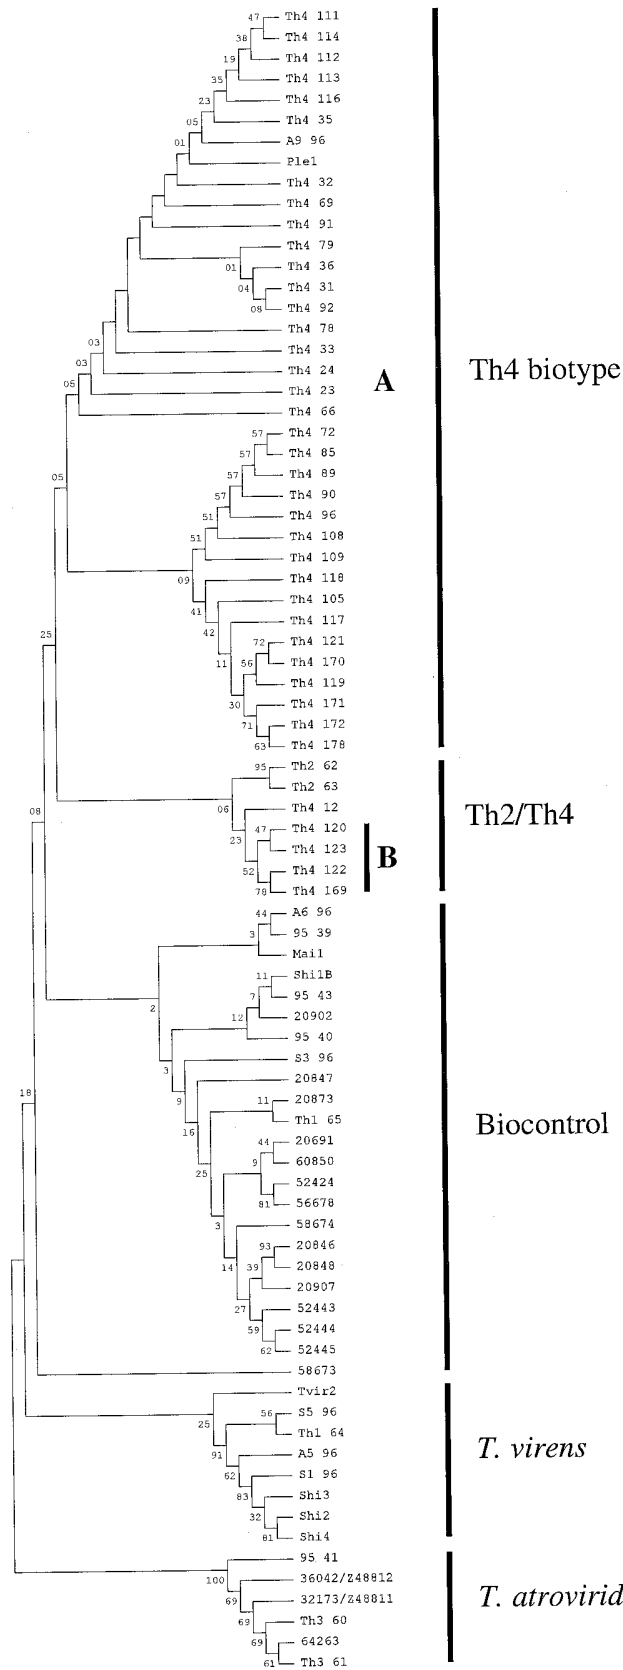 47 Th4 111
38 Th4 114
19 Th4 112
35 Th4 113
23 Th4 116
05 Th4 35
01 A9 96
Ple1
Th4 32
Th4 69
Th4 91
Th4 79
01 Th4 36
04 Th4 31
08 Th4 92
Th4 78
03 Th4 33
03 Th4 24
05 Th4 23
A
Th4 biotype
Th4 66
57 Th4 72
57 Th4 85
57 Th4 89
57 Th4 90
51 Th4 96
51 Th4 108
05
Th4 109
09 Th4 118
41 Th4 105
42 Th4 117
72 Th4 121
11 56 Th4 170
Th4 119
30 Th4 171
71 Th4 172
63 Th4 178
25
95 Th2 62
Th2 63
06 Th4 12
Th2/Th4
08
47 Th4 120
23 Th4 123
B
52 Th4 122
78 Th4 169
44 A6 96
3 95 39
Mai1
11 Shi1B
7 95 43
2 12 20902
95 40
3 S3 96
9 20847
18
11 20873
16 Th1 65
Biocontrol
44 20691
25 9 60850
52424
81 56678
3 58674
93 20846
14 39 20848
20907
27 52443
59 52444
62 52445
58673
Tvir2
25 56 S5 96
Th1 64
91 A5 96
T. virens
62 S1 96
83 Shi3
32 Shi2
81 Shi4
95 41
100 36042/Z48812
69 32173/Z48811
T. atrovirid
Th3 60
69 64263
61 Th3 61